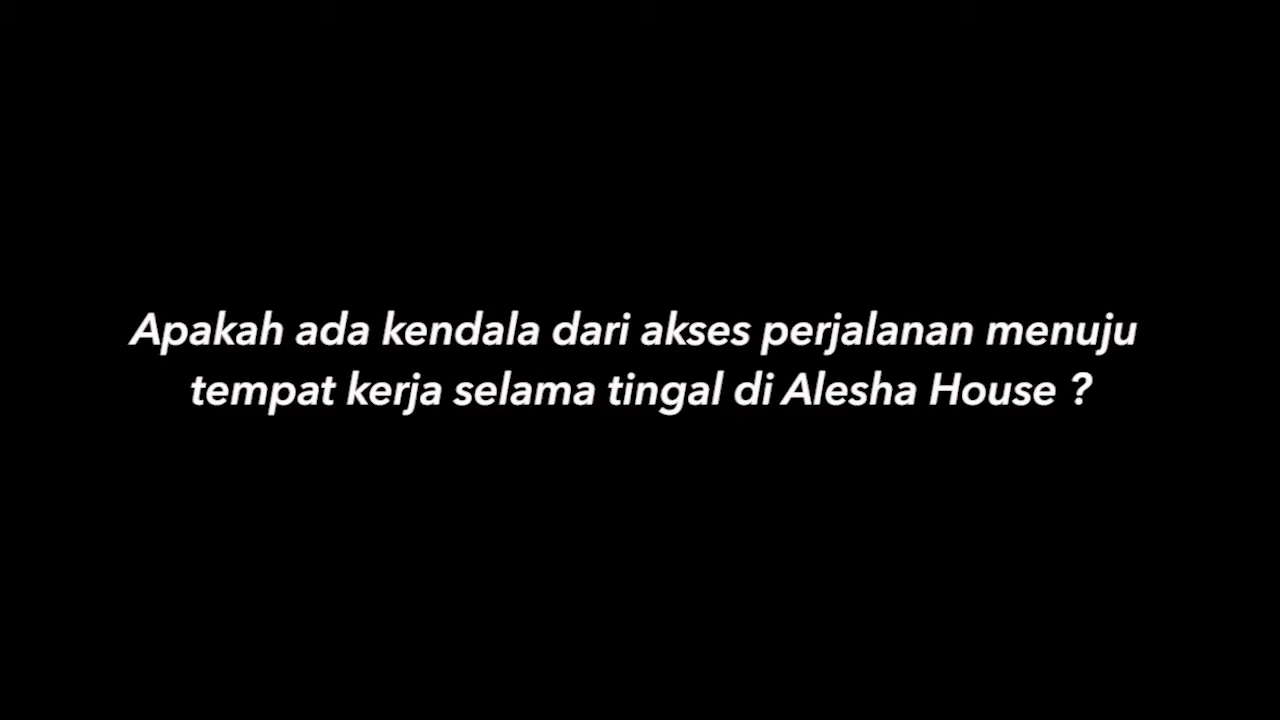 Apakah ada kendala dari akses perjalanan menuju
tempat kerja selama tingal di Alesha House ?